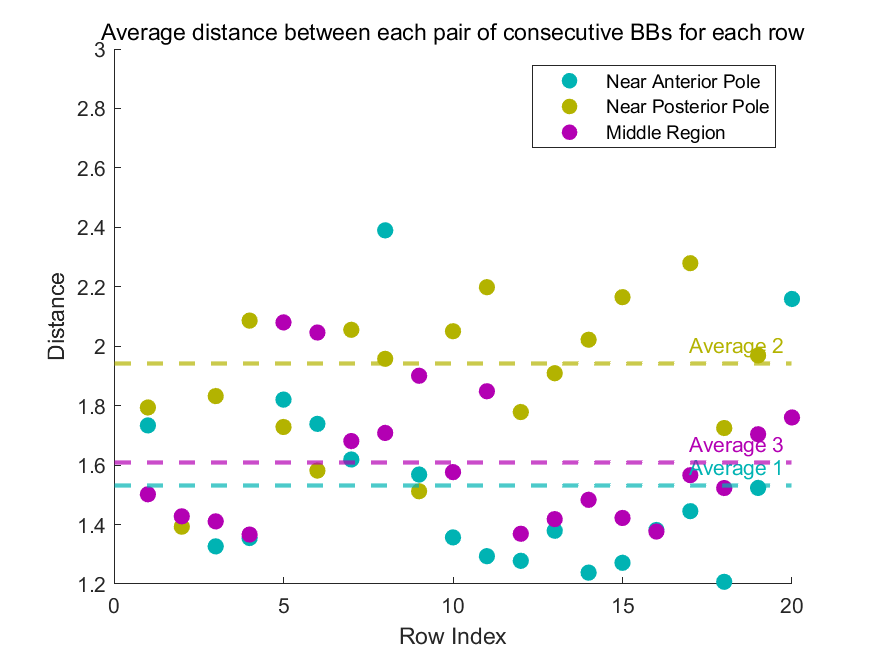 Average distance between each pair of consecutive BBs for each row
3
Near Anterior Pole
Near Posterior Pole
Middle Region
2.8
2.6
2.4
2.2
2
1.8
1.6
1.4
1.2
Distance
Average 2
Average 3
Average 1
0
5
10
15
20
Row Index